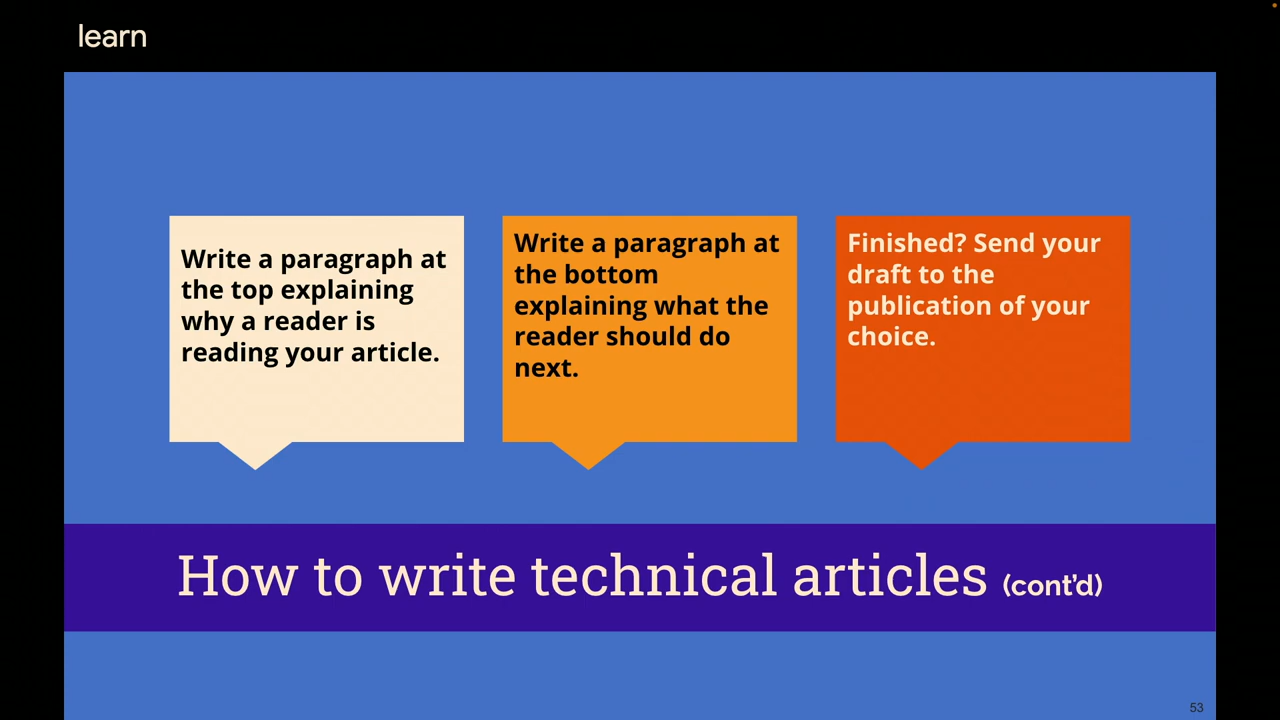 learn
Write a paragraph at
the top explaining
why a reader is
reading your article.
Write a paragraph at
the bottom
explaining what the
reader should do
next.
Finished? Send your
draft to the
publication of your
choice.
How to write technical articles (cont’d)
53